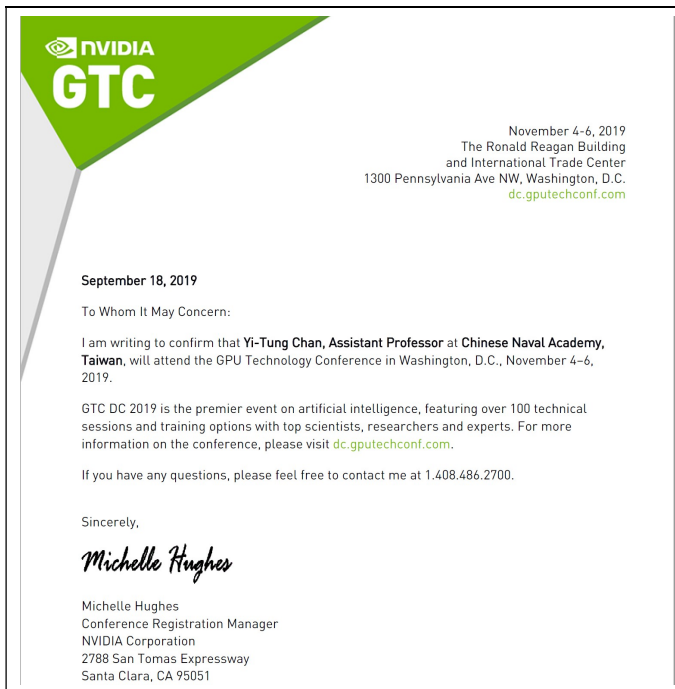 NVIDIA
GTC
November 4-6, 2019
The Ronald Reagan Building
and International Trade Center
1300 Pennsylvania Ave NW, Washington, D.C.
dc.gputechconf.com
September 18, 2019
To Whom It May Concern:
I am writing to confirm that Yi-Tung Chan, Assistant Professor at Chinese Naval Academy,
Taiwan, will attend the GPU Technology Conference in Washington, D.C., November 4–6,
2019.
GTC DC 2019 is the premier event on artificial intelligence, featuring over 100 technical
sessions and training options with top scientists, researchers and experts. For more
information on the conference, please visit dc.gputechconf.com.
If you have any questions, please feel free to contact me at 1.408.486.2700.
Sincerely,
Michelle Hughes
Michelle Hughes
Conference Registration Manager
NVIDIA Corporation
2788 San Tomas Expressway
Santa Clara, CA 95051